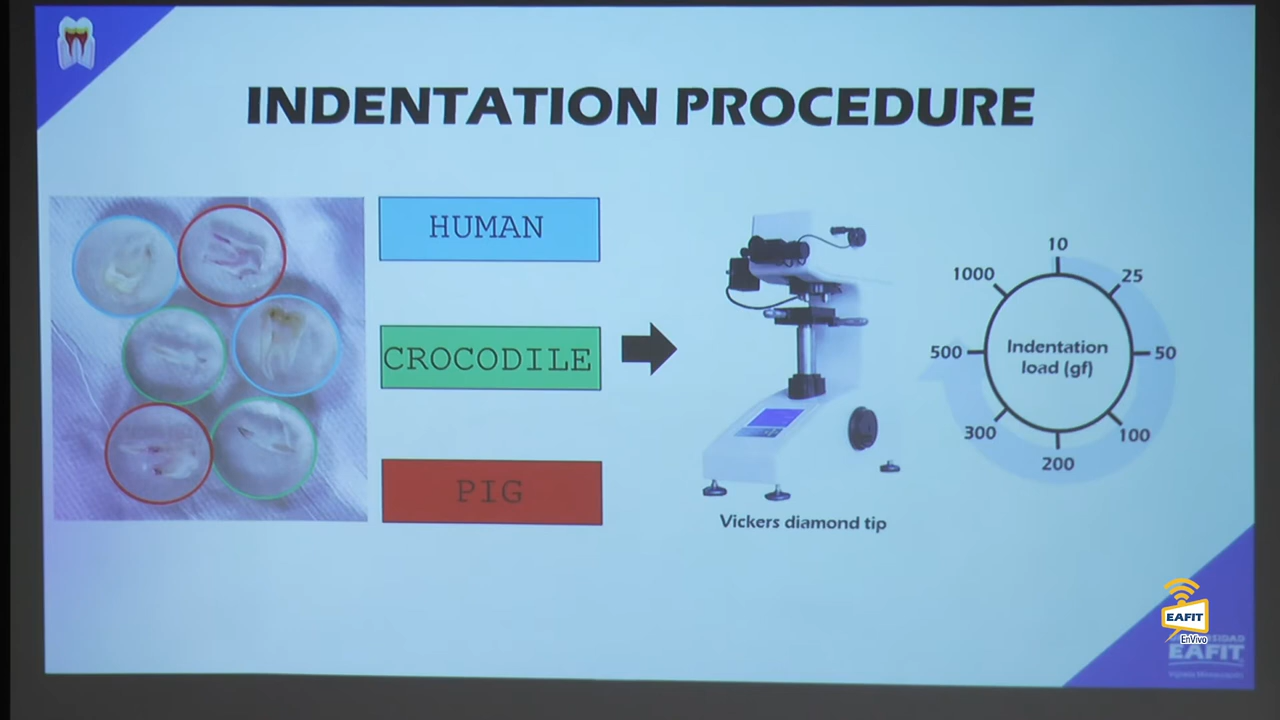 INDENTATION PROCEDURE
HUMAN
CROCODILE
PIG
Vickers diamond tip
10
25
50
100
200
300
500
1000
Indentation
load (gf)
EAFIT
EnVivo
EAFIT